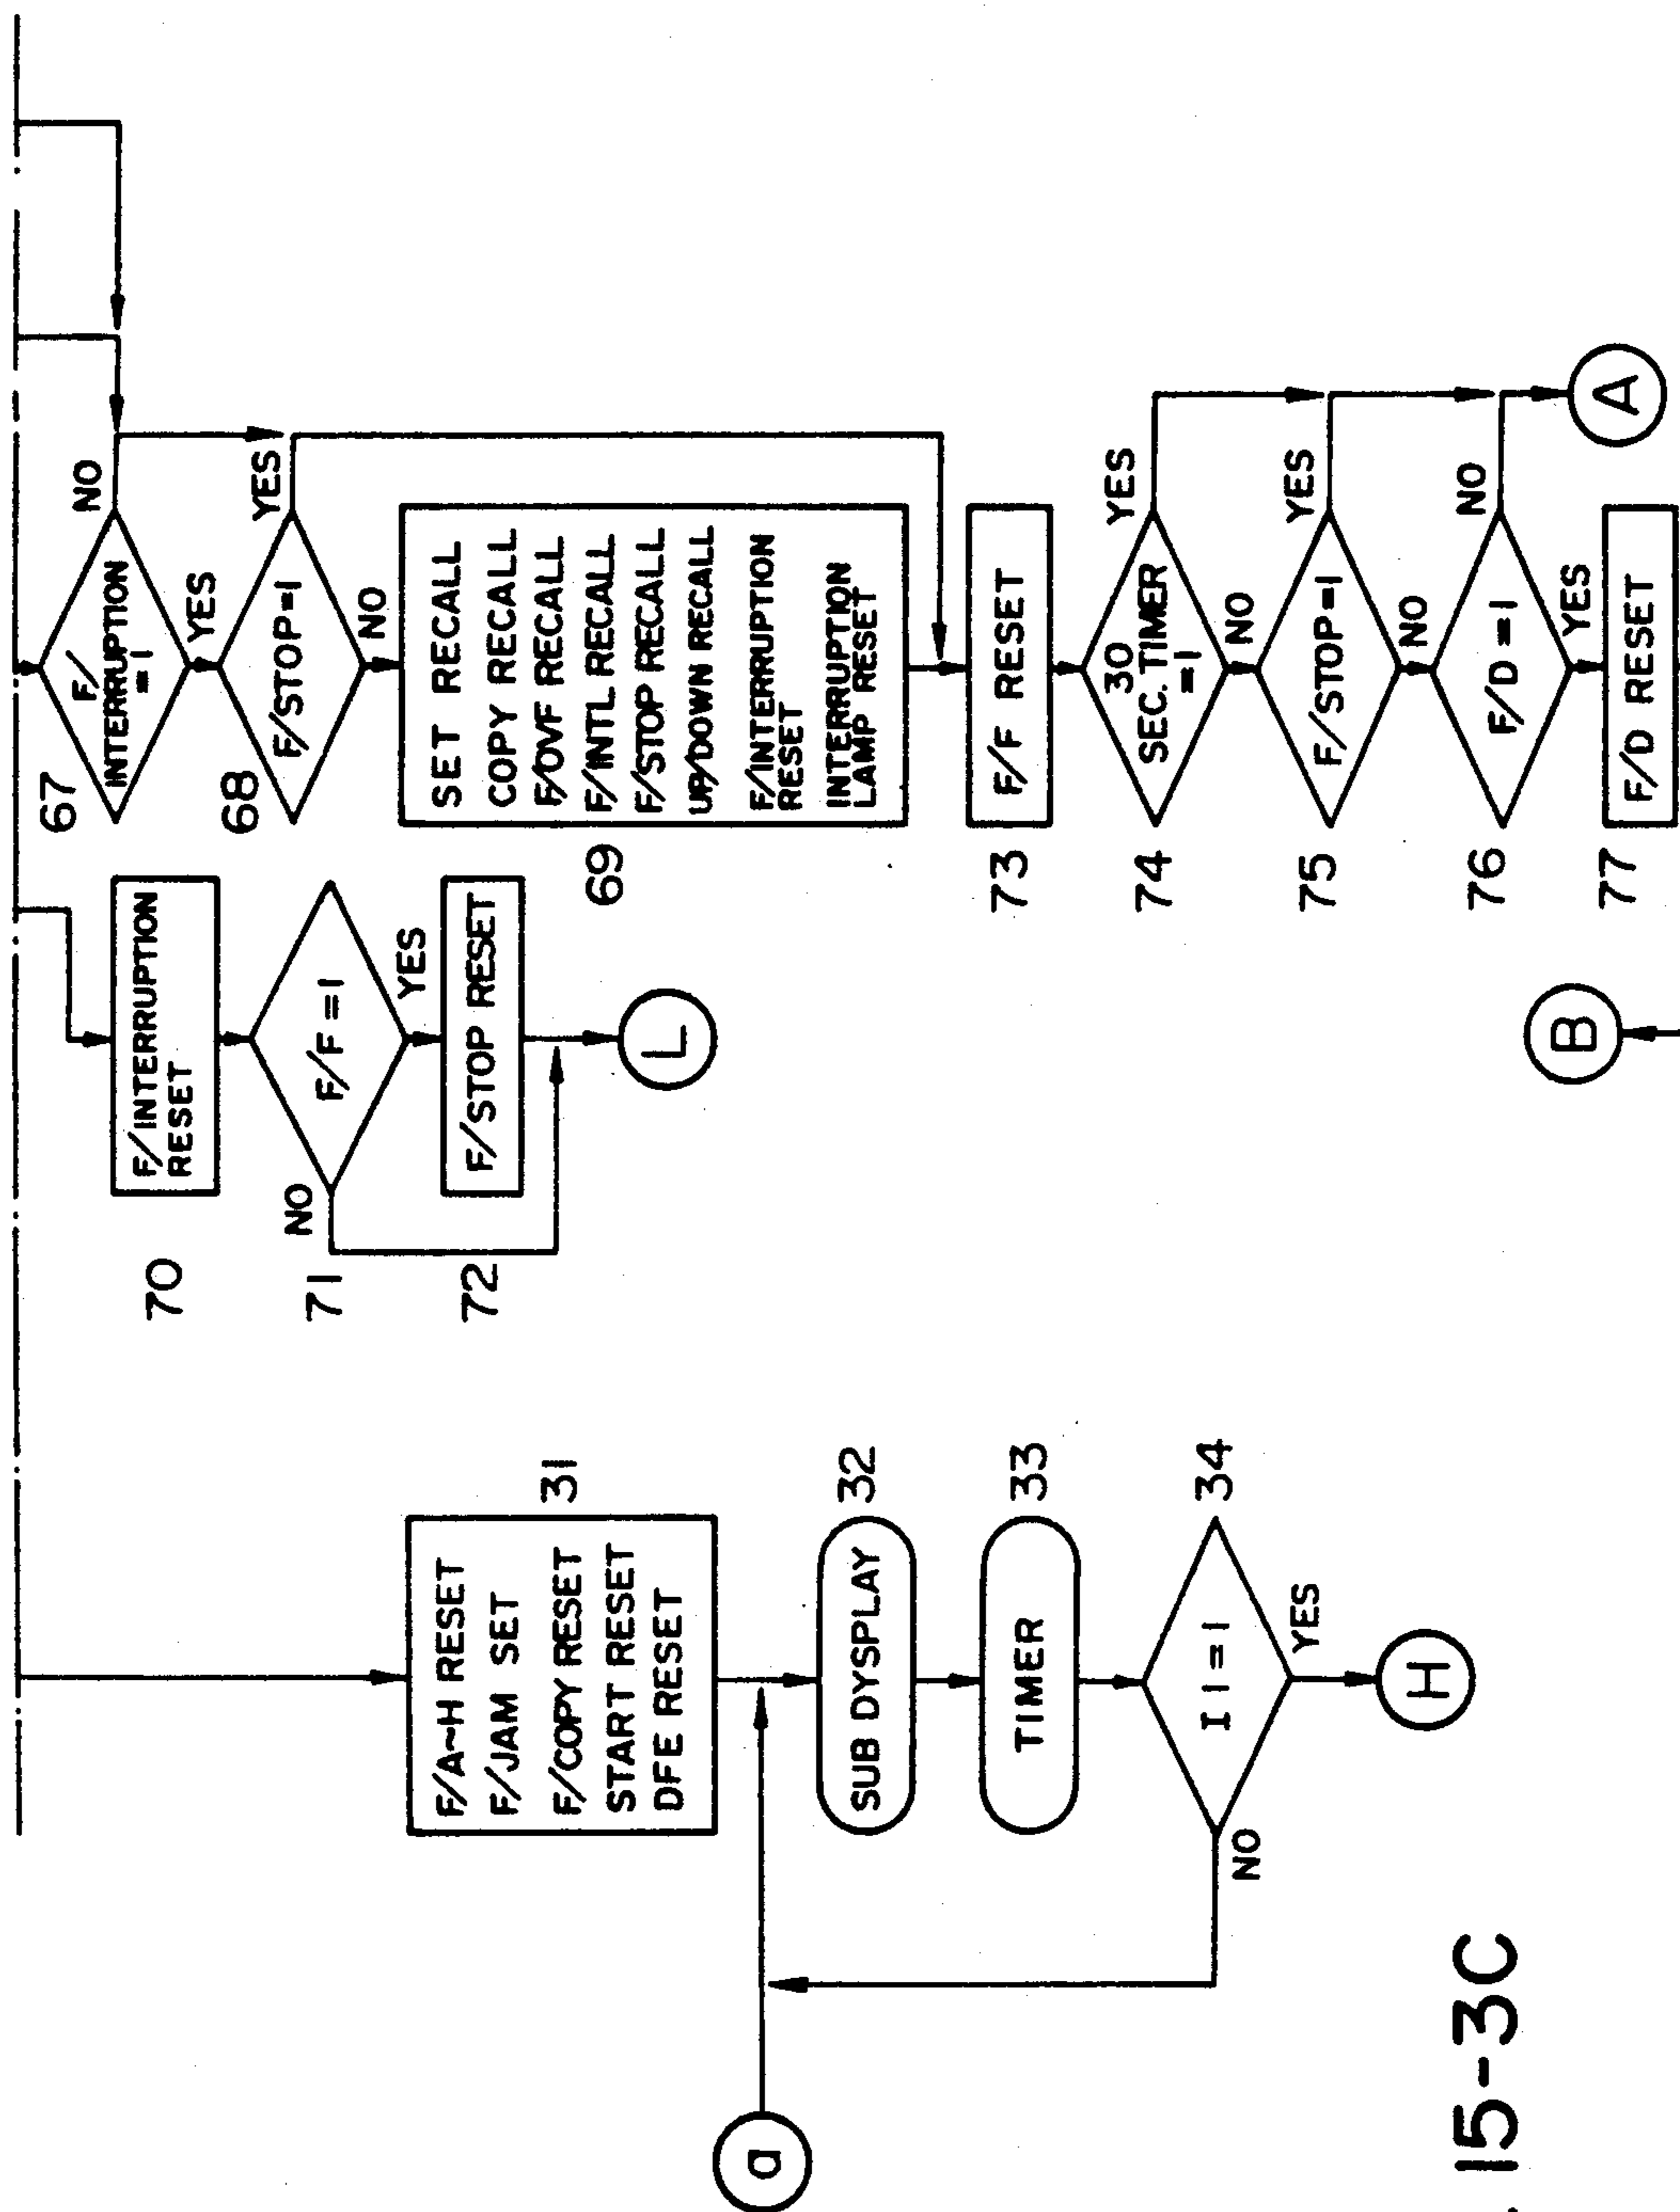 67
F/
INTERRUPTION
=1
NO
YES
68
F/STOP=1
YES
NO
69
SET RECALL
COPY RECALL
F/OVF RECALL
F/INTL RECALL
F/STOP RECALL
UP/DOWN RECALL
F/INTERRUPTION
RESET
INTERRUPTION
LAMP RESET
73
F/F RESET
74
30
SEC.TIMER
=1
YES
NO
75
F/STOP=1
YES
NO
76
F/D=1
NO
YES
A
77
F/D RESET
70
F/INTERRUPTION
RESET
71
F/F=1
NO
YES
72
F/STOP RESET
L
B
31
F/A~H RESET
F/JAM SET
F/COPY RESET
START RESET
DFE RESET
32
SUB DYSPLAY
33
TIMER
34
I1=1
NO
YES
H
a
15-3C